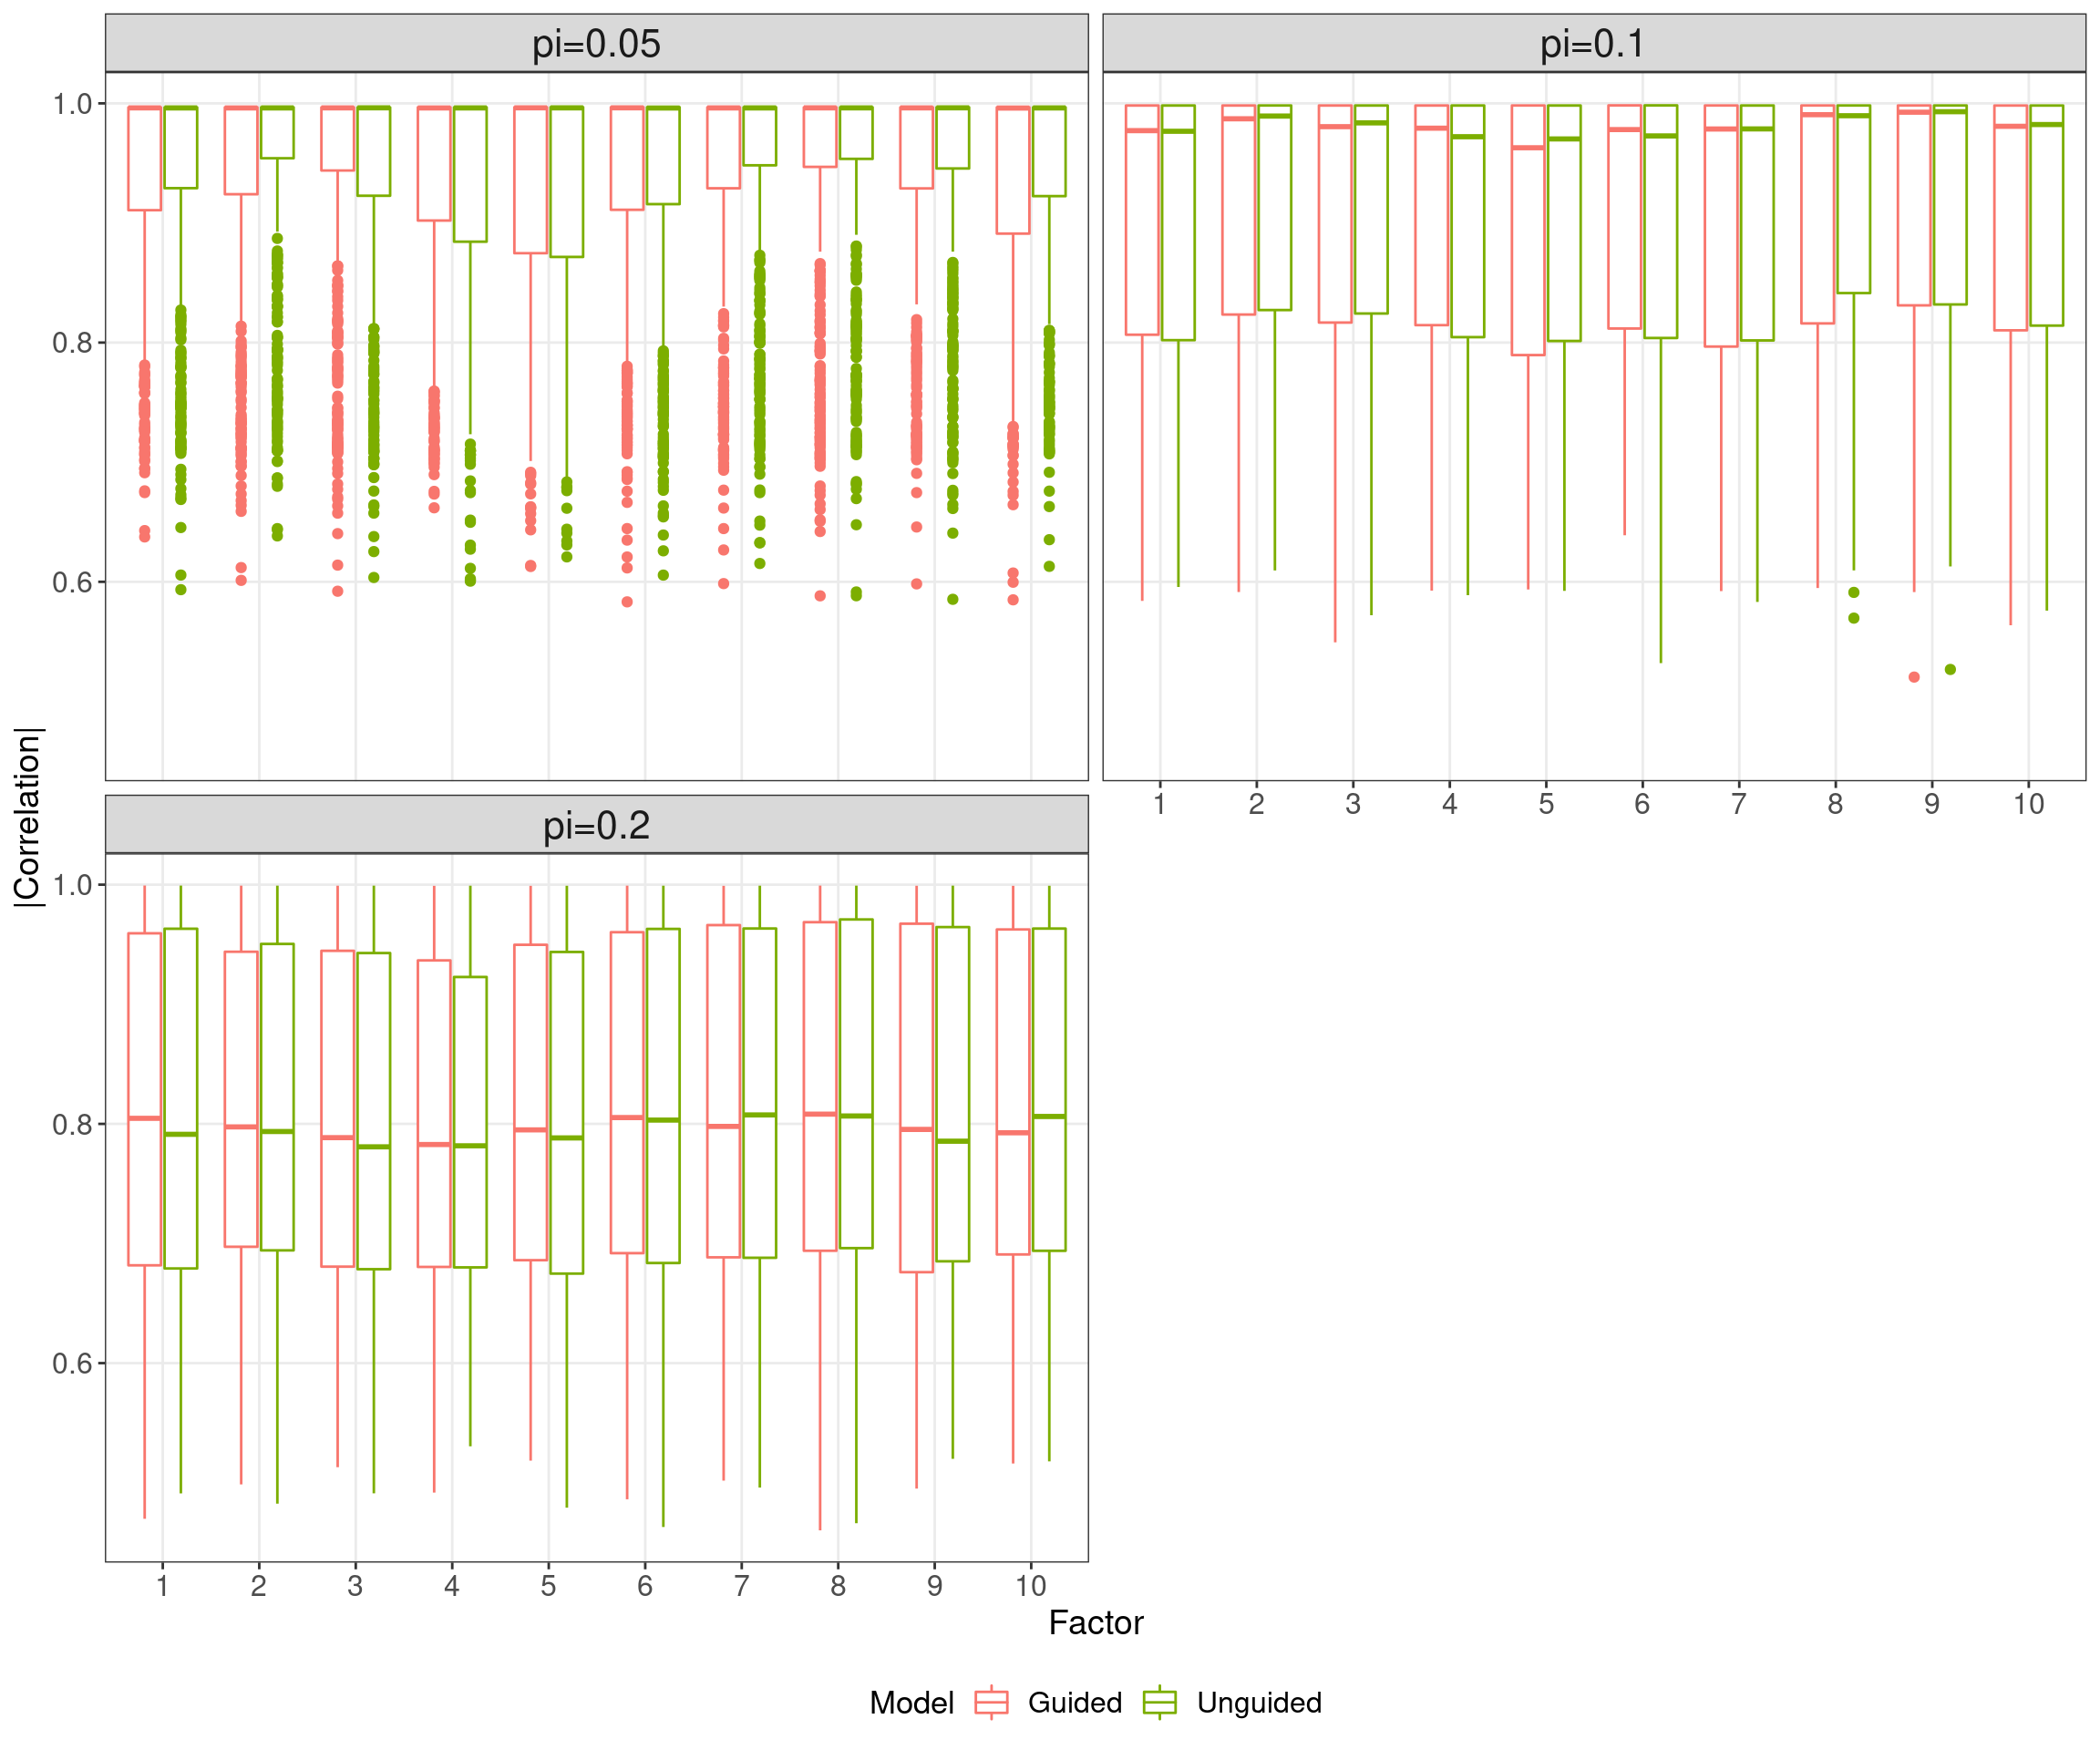 pi=0.05
pi=0.1
1.0
0.8
0.6
1 2 3 4 5 6 7 8 9 10
pi=0.2
|Correlation|
1.0
0.8
0.6
1 2 3 4 5 6 7 8 9 10
Factor
Model Guided Unguided